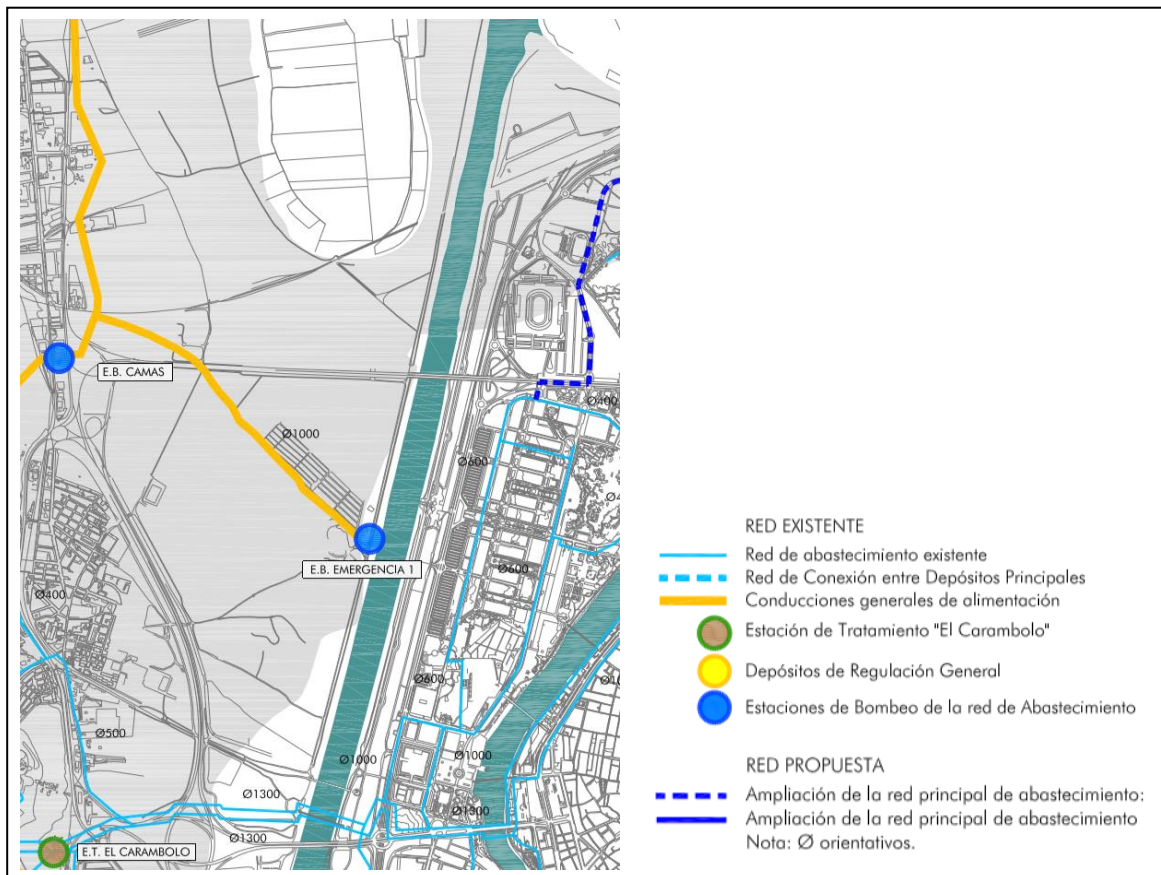 E.B. CAMAS
Ø400
Ø1000
Ø600
E.B. EMERGENCIA 1
Ø600
Ø400
Ø600
Ø500
Ø1000
Ø1000
Ø1300
Ø1300
Ø1300
E.T. EL CARAMBOLO
RED EXISTENTE
Red de abastecimiento existente
Red de Conexión entre Depósitos Principales
Conducciones generales de alimentación
Estación de Tratamiento "El Carambolo"
Depósitos de Regulación General
Estaciones de Bombeo de la red de Abastecimiento
RED PROPUESTA
Ampliación de la red principal de abastecimiento:
Ampliación de la red principal de abastecimiento
Nota: Ø orientativos.